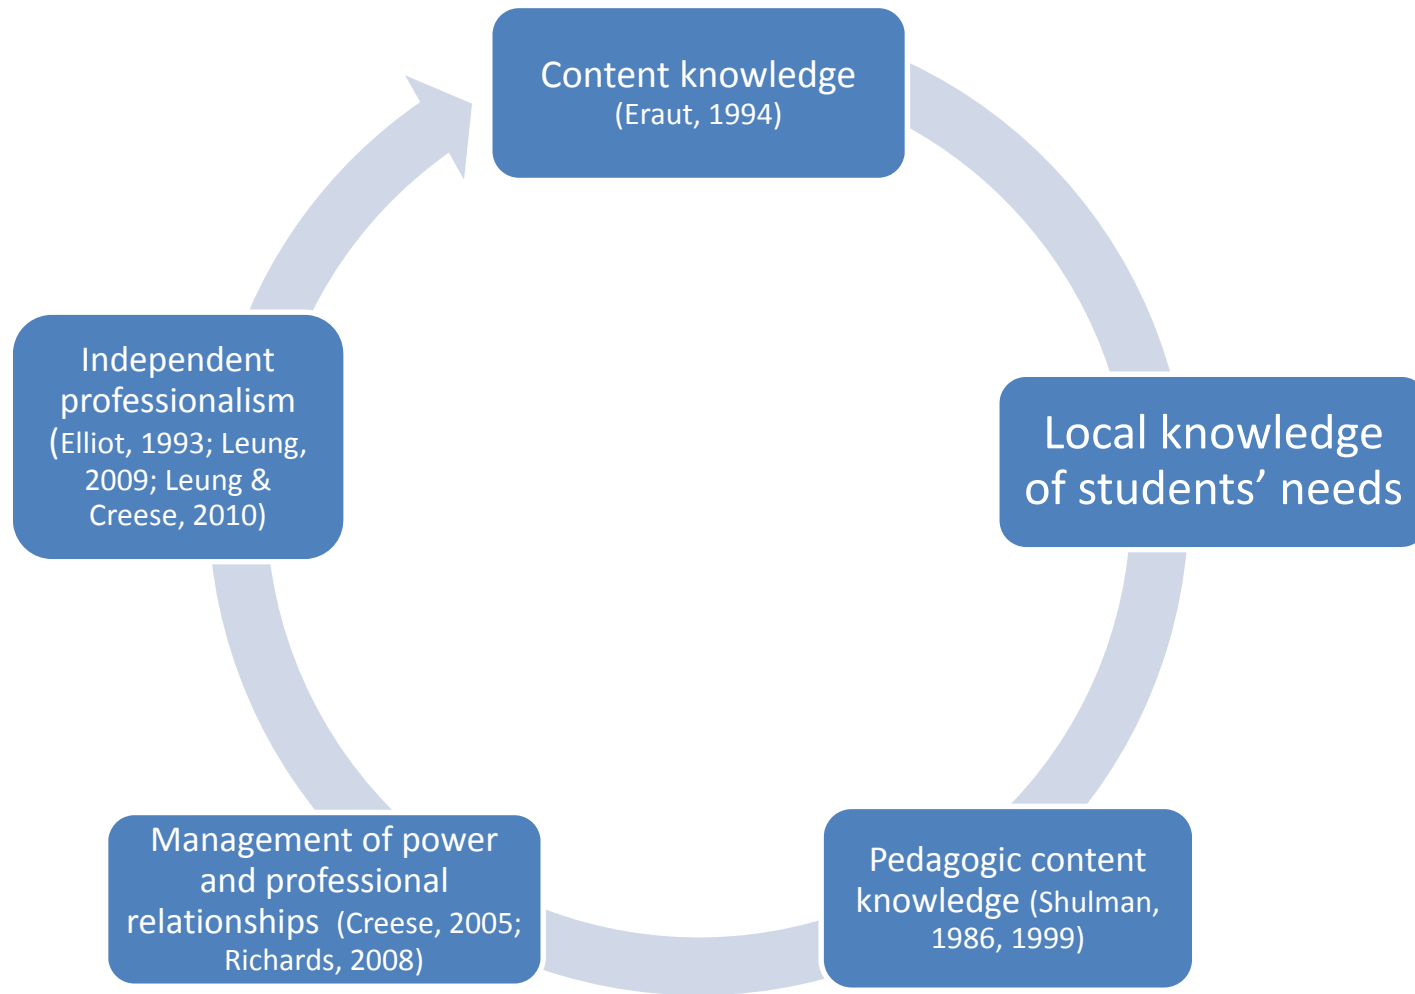 Content knowledge
(Eraut, 1994)
Local knowledge
of students’ needs
Pedagogic content
knowledge (Shulman,
1986, 1999)
Management of power
and professional
relationships (Creese, 2005;
Richards, 2008)
Independent
professionalism
(Elliot, 1993; Leung,
2009; Leung &
Creese, 2010)